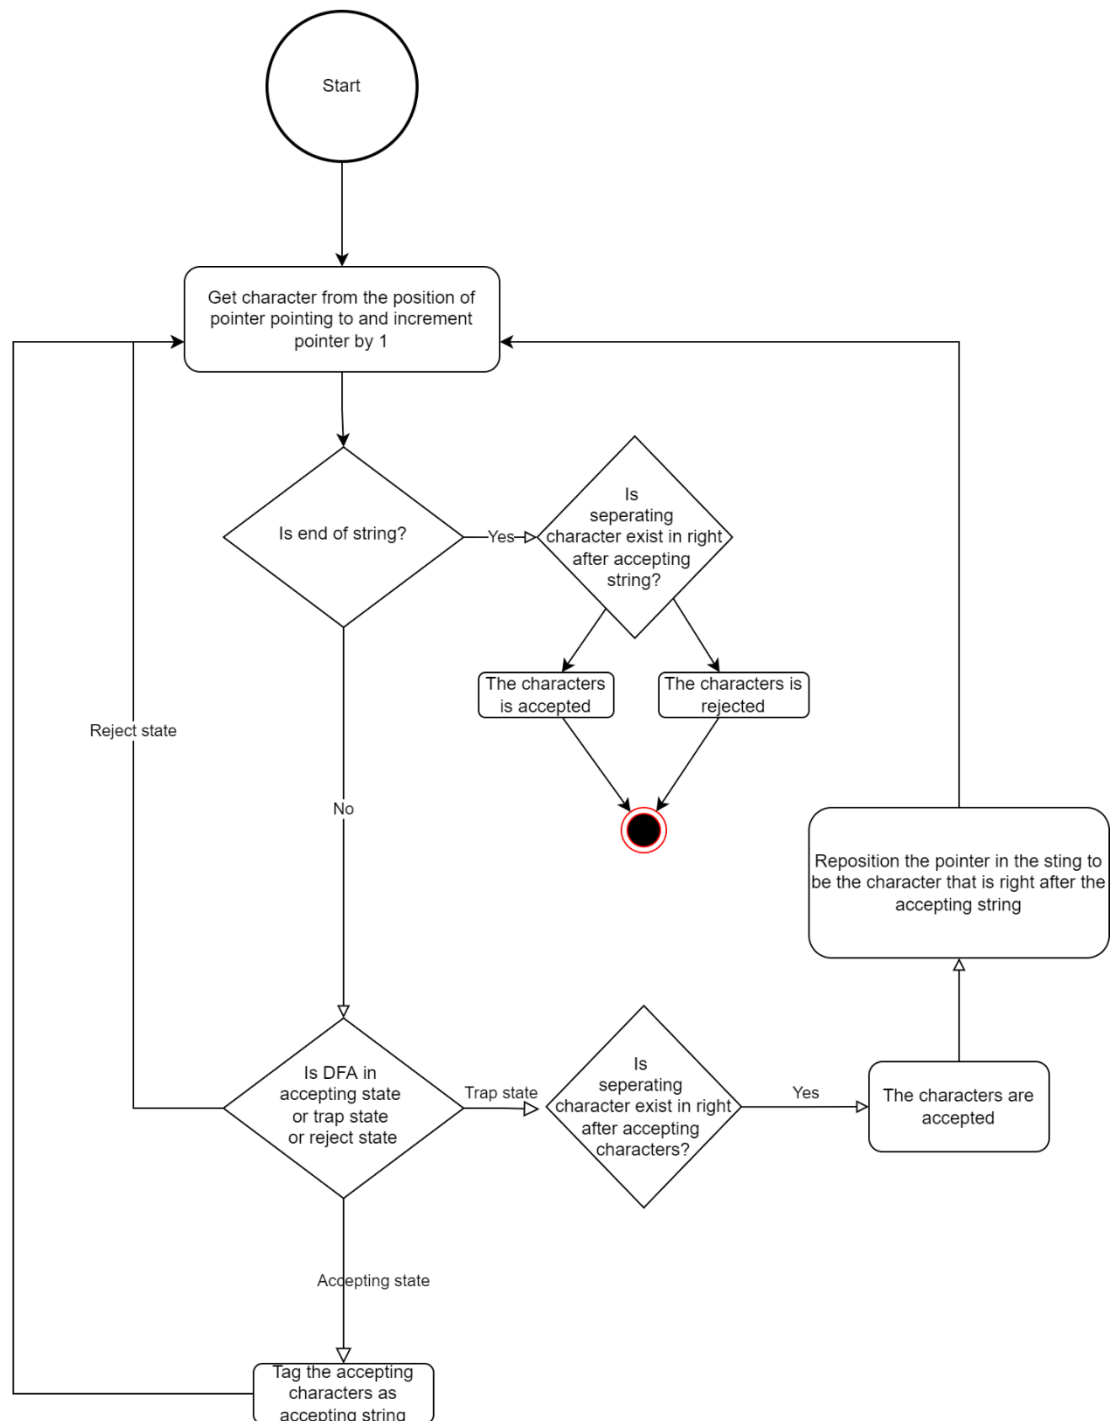 Start
Get character from the position of
pointer pointing to and increment
pointer by 1
Is end of string?
Yes
Is
seperating
character exist in right
after accepting
string?
The characters
is accepted
The characters is
rejected
Reject state
No
Reposition the pointer in the sting to
be the character that is right after the
accepting string
Is DFA in
accepting state
or trap state
or reject state
Trap state
Is
seperating
character exist in right
after accepting
characters?
Yes
The characters are
accepted
Accepting state
Tag the accepting
characters as
accepting string